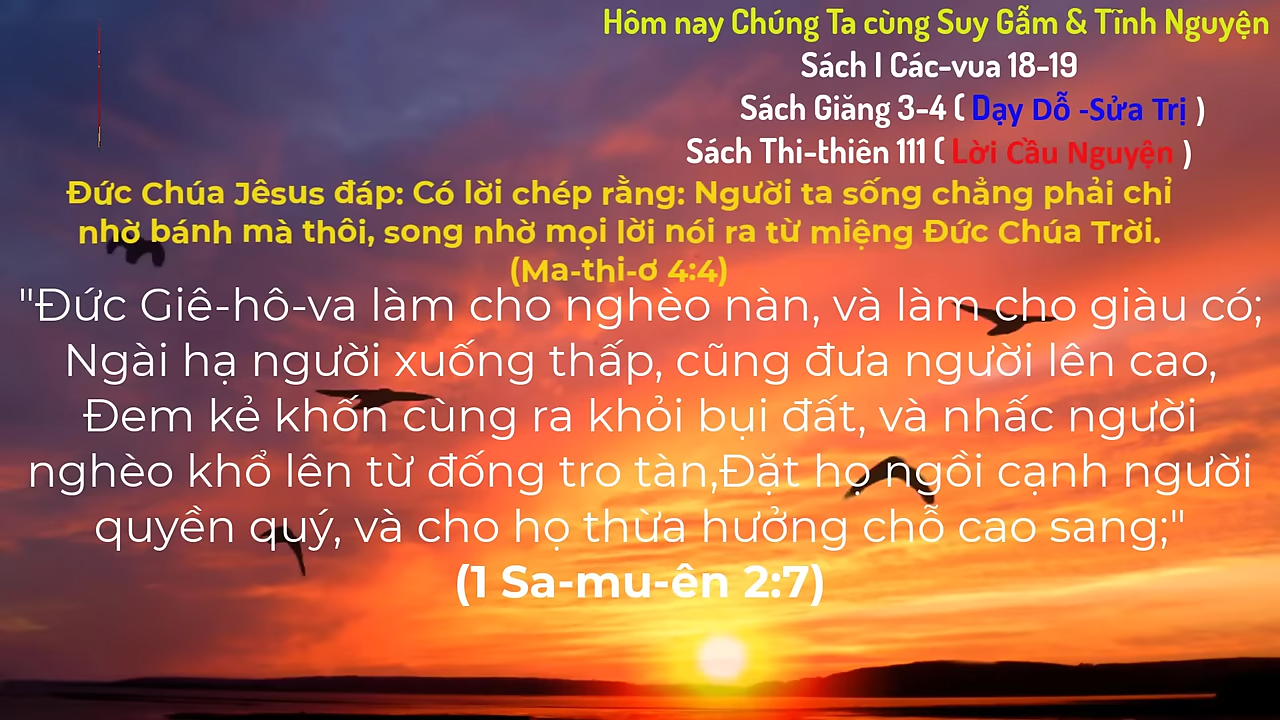 Hôm nay Chúng Ta cùng Suy Gẫm & Tĩnh Nguyện
Sách I Các-vua 18-19
Sách Giăng 3-4 ( Dạy Dỗ -Sửa Trị )
Sách Thi-thiên 111 ( Lời Cầu Nguyện )
Đức Chúa Jêsus đáp: Có lời chép rằng: Người ta sống chẳng phải chỉ
nhờ bánh mà thôi, song nhờ mọi lời nói ra từ miệng Đức Chúa Trời.
(Ma-thi-ơ 4:4)
"Đức Giê-hô-va làm cho nghèo nàn, và làm cho giàu có;
Ngài hạ người xuống thấp, cũng đưa người lên cao,
Đem kẻ khốn cùng ra khỏi bụi đất, và nhấc người
nghèo khổ lên từ đống tro tàn,Đặt họ ngồi cạnh người
quyền quý, và cho họ thừa hưởng chỗ cao sang;"
(1 Sa-mu-ên 2:7)